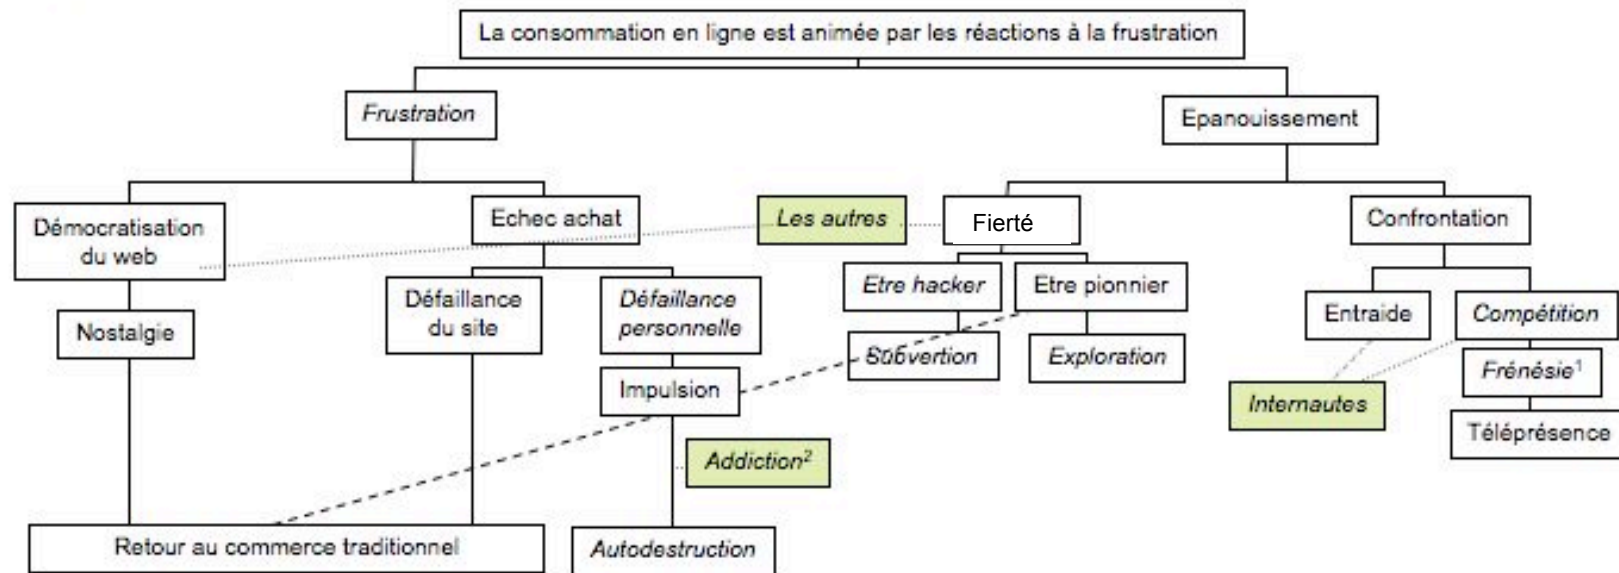 La consommation en ligne est animée par les réactions à la frustration
Frustration
Epanouissement
Démocratisation
du web
Echec achat
Les autres
Fierté
Confrontation
Nostalgie
Défaillance
du site
Défaillance
personnelle
Etre hacker
Etre pionnier
Entraide
Compétition
Impulsion
Subvertion
Exploration
Frénésie¹
Internautes
Téléprésence
Addiction²
Retour au commerce traditionnel
Autodestruction